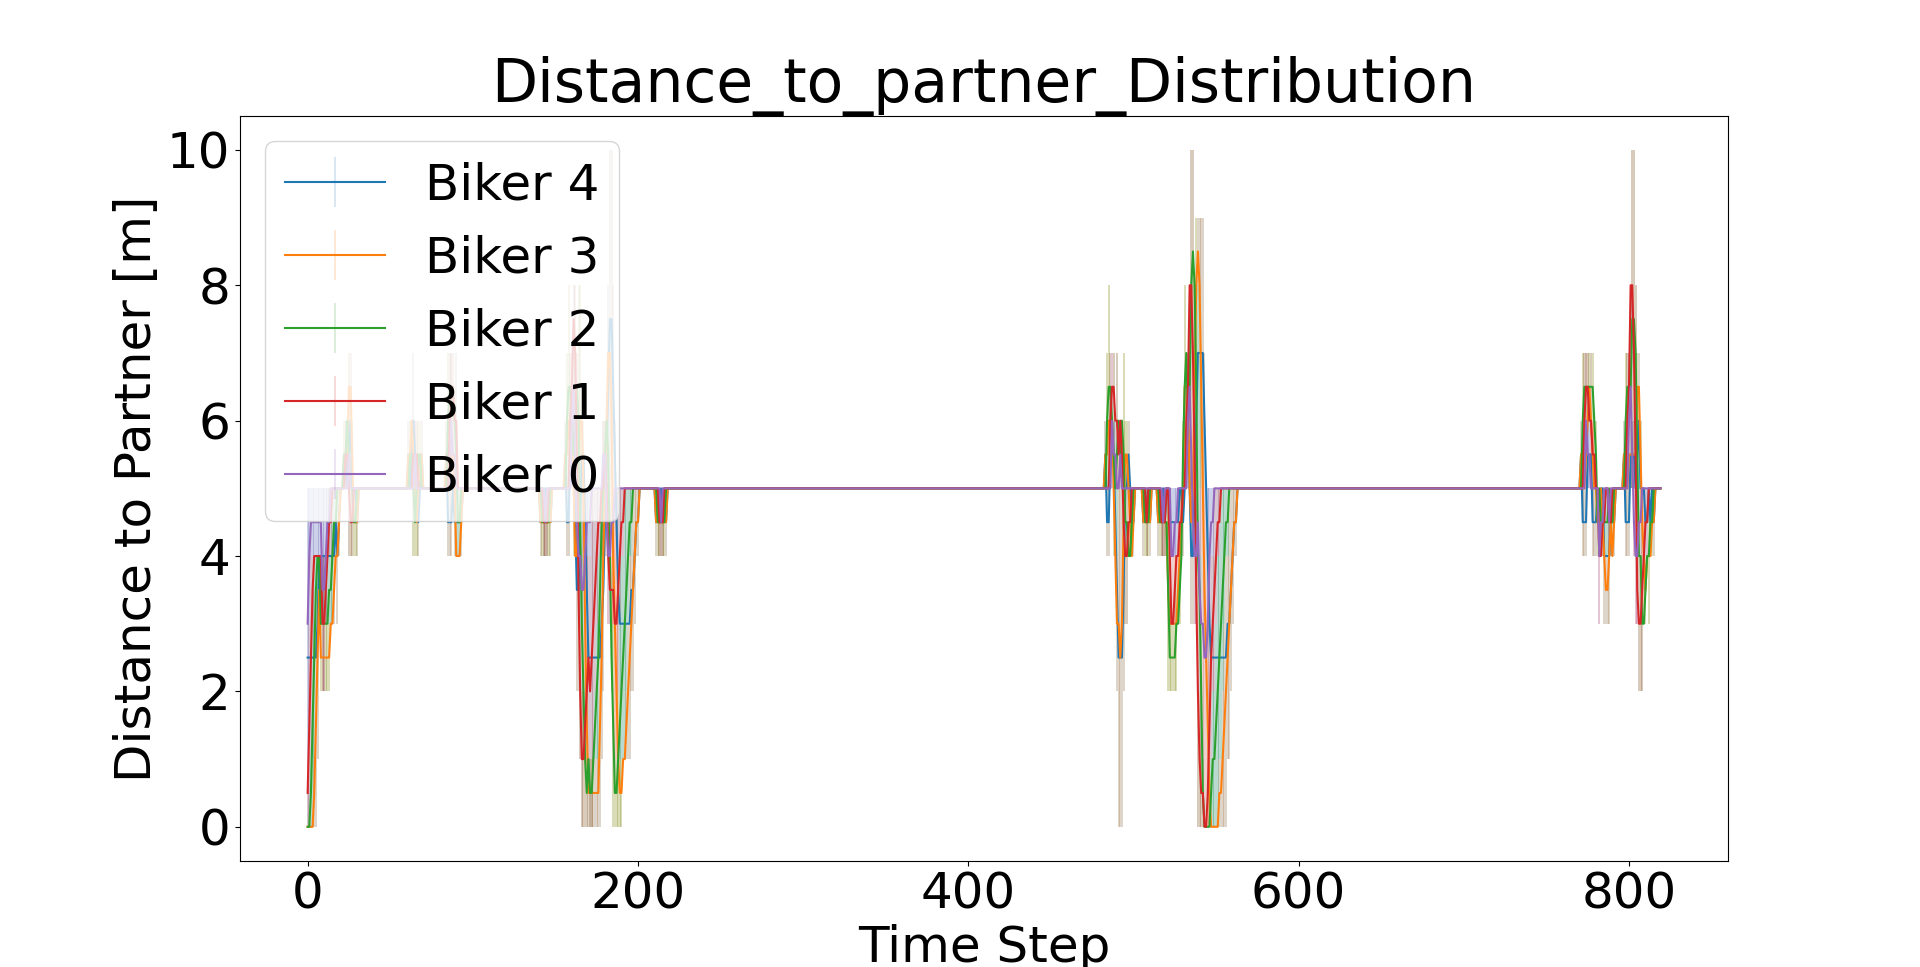 Distance_to_partner_Distribution
Distance to Partner [m]
10
8
6
4
2
0
Biker 4
Biker 3
Biker 2
Biker 1
Biker 0
0 200 400 600 800
Time Step